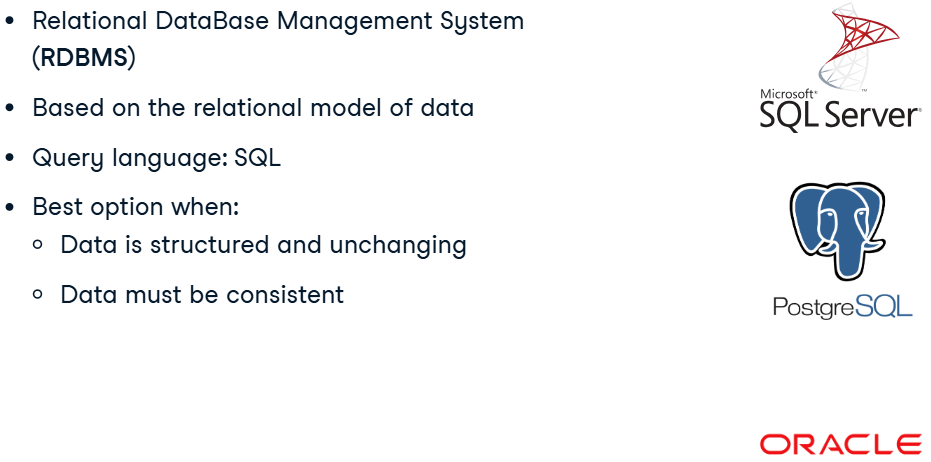 • Relational DataBase Management System
(RDBMS)
• Based on the relational model of data
• Query language: SQL
• Best option when:
◦ Data is structured and unchanging
◦ Data must be consistent
Microsoft®
SQL Server®
PostgreSQL
ORACLE